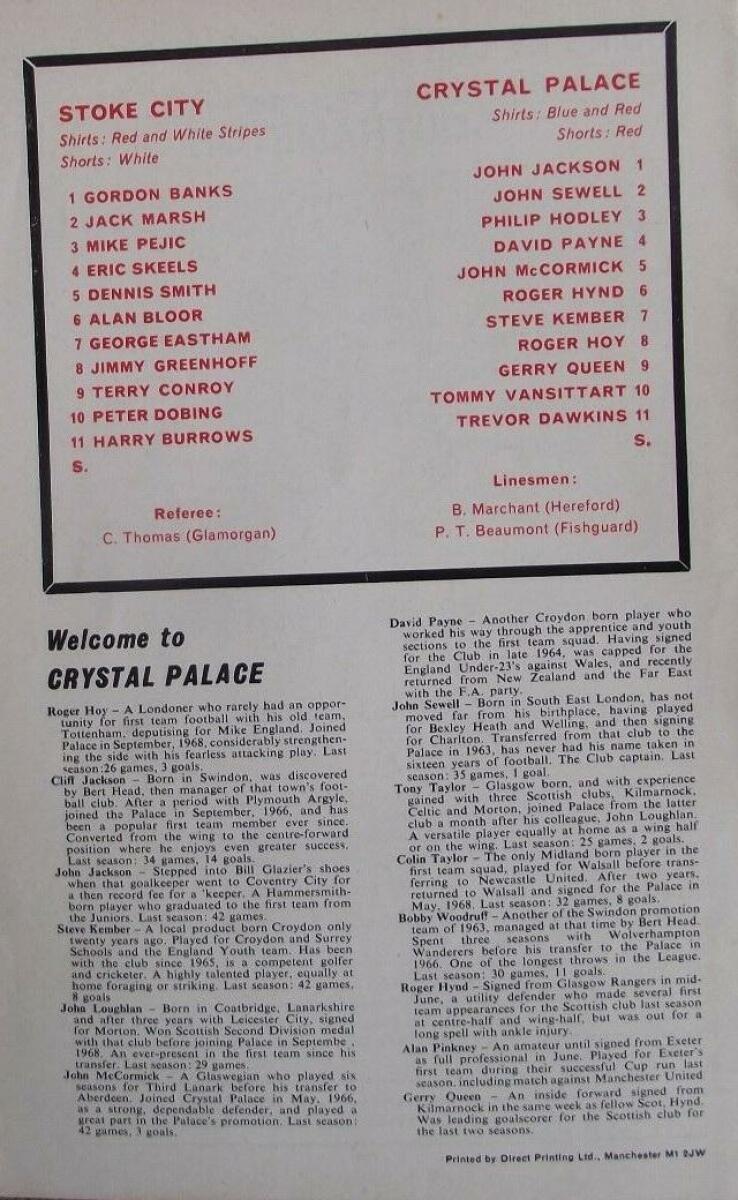 STOKE CITY
Shirts: Red and White Stripes
Shorts: White
1 GORDON BANKS
2 JACK MARSH
3 MIKE PEJIC
4 ERIC SKEELS
5 DENNIS SMITH
6 ALAN BLOOR
7 GEORGE EASTHAM
8 JIMMY GREENHOFF
9 TERRY CONROY
10 PETER DOBING
11 HARRY BURROWS
S.
Referee:
C. Thomas (Glamorgan)
CRYSTAL PALACE
Shirts: Blue and Red
Shorts: Red
JOHN JACKSON 1
JOHN SEWELL 2
PHILIP HODLEY 3
DAVID PAYNE 4
JOHN McCORMICK 5
ROGER HYND 6
STEVE KEMBER 7
ROGER HOY 8
GERRY QUEEN 9
TOMMY VANSITTART 10
TREVOR DAWKINS 11
S.
Linesmen:
B. Marchant (Hereford)
P. T. Beaumont (Fishguard)
Welcome to
CRYSTAL PALACE
Roger Hoy – A Londoner who rarely had an oppor-
tunity for first team football with his old team,
Tottenham, deputising for Mike England. Joined
Palace in September, 1968, considerably strengthen-
ing the side with his fearless attacking play. Last
season: 26 games, 3 goals.
Cliff Jackson – Born in Swindon, was discovered
by Bert Head, then manager of that town's foot-
ball club. After a period with Plymouth Argyle,
joined the Palace in September, 1966, and has
been a popular first team member ever since.
Converted from the wing to the centre-forward
position where he enjoys even greater success.
Last season: 34 games, 14 goals.
John Jackson – Stepped into Bill Glazier's shoes
when that goalkeeper went to Coventry City for
a then record fee for a 'keeper. A Hammersmith-
born player who graduated to the first team from
the Juniors. Last season: 42 games.
Steve Kember – A local product born Croydon only
twenty years ago. Played for Croydon and Surrey
Schools and the England Youth team. Has been
with the club since 1965, is a competent golfer
and cricketer. A highly talented player, equally at
home foraging or striking. Last season: 42 games,
8 goals
John Loughlan – Born in Coatbridge, Lanarkshire
and after three years with Leicester City, signed
for Morton. Won Scottish Second Division medal
with that club before joining Palace in Septembe ,
1968. An ever-present in the first team since his
transfer. Last season: 29 games.
John McCormick – A Glaswegian who played six
seasons for Third Lanark before his transfer to
Aberdeen. Joined Crystal Palace in May, 1966,
as a strong, dependable defender, and played a
great part in the Palace's promotion. Last season:
42 games, 3 goals.
David Payne – Another Croydon born player who
worked his way through the apprentice and youth
sections to the first team squad. Having signed
for the Club in late 1964, was capped for the
England Under-23's against Wales, and recently
returned from New Zealand and the Far East
with the F.A. party.
John Sewell – Born in South East London, has not
moved far from his birthplace, having played
for Bexley Heath and Welling, and then signing
for Charlton. Transferred from that club to the
Palace in 1963, has never had his name taken in
sixteen years of football. The Club captain. Last
season: 35 games, 1 goal.
Tony Taylor – Glasgow born, and with experience
gained with three Scottish clubs, Kilmarnock,
Celtic and Morton, joined Palace from the latter
club a month after his colleague, John Loughlan.
A versatile player equally at home as a wing half
or on the wing. Last season: 25 games, 2 goals.
Colin Taylor – The only Midland born player in the
first team squad, played for Walsall before trans-
ferring to Newcastle United. After two years,
returned to Walsall and signed for the Palace in
May, 1968. Last season: 32 games, 8 goals.
Bobby Woodruff – Another of the Swindon promotion
team of 1963, managed at that time by Bert Head.
Spent three seasons with Wolverhampton
Wanderers before his transfer to the Palace in
1966. One of the longest throws in the League.
Last season: 30 games, 11 goals.
Roger Hynd – Signed from Glasgow Rangers in mid-
June, a utility defender who made several first
team appearances for the Scottish club last season
at centre-half and wing-half, but was out for a
long spell with ankle injury.
Alan Pinkney – An amateur until signed from Exeter
as full professional in June. Played for Exeter's
first team during their successful Cup run last
season, including match against Manchester United
Gerry Queen – An inside forward signed from
Kilmarnock in the same week as fellow Scot, Hynd.
Was leading goalscorer for the Scottish club for
the last two seasons.
Printed by Direct Printing Ltd., Manchester M1 2JW